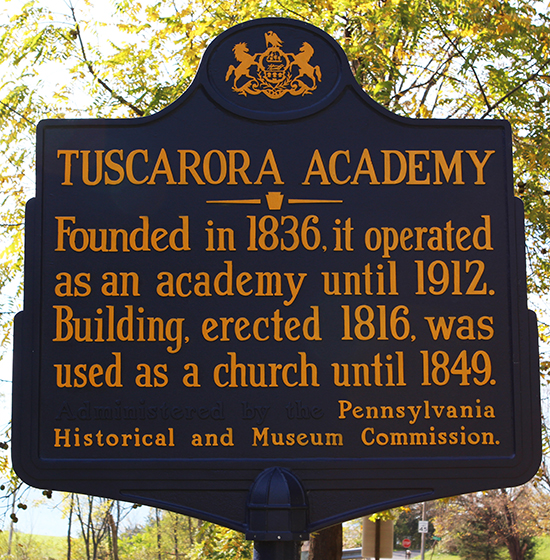 TUSCARORA ACADEMY
Founded in 1836, it operated
as an academy until 1912.
Building, erected 1816, was
used as a church until 1849.
Administered by the Pennsylvania
Historical and Museum Commission.